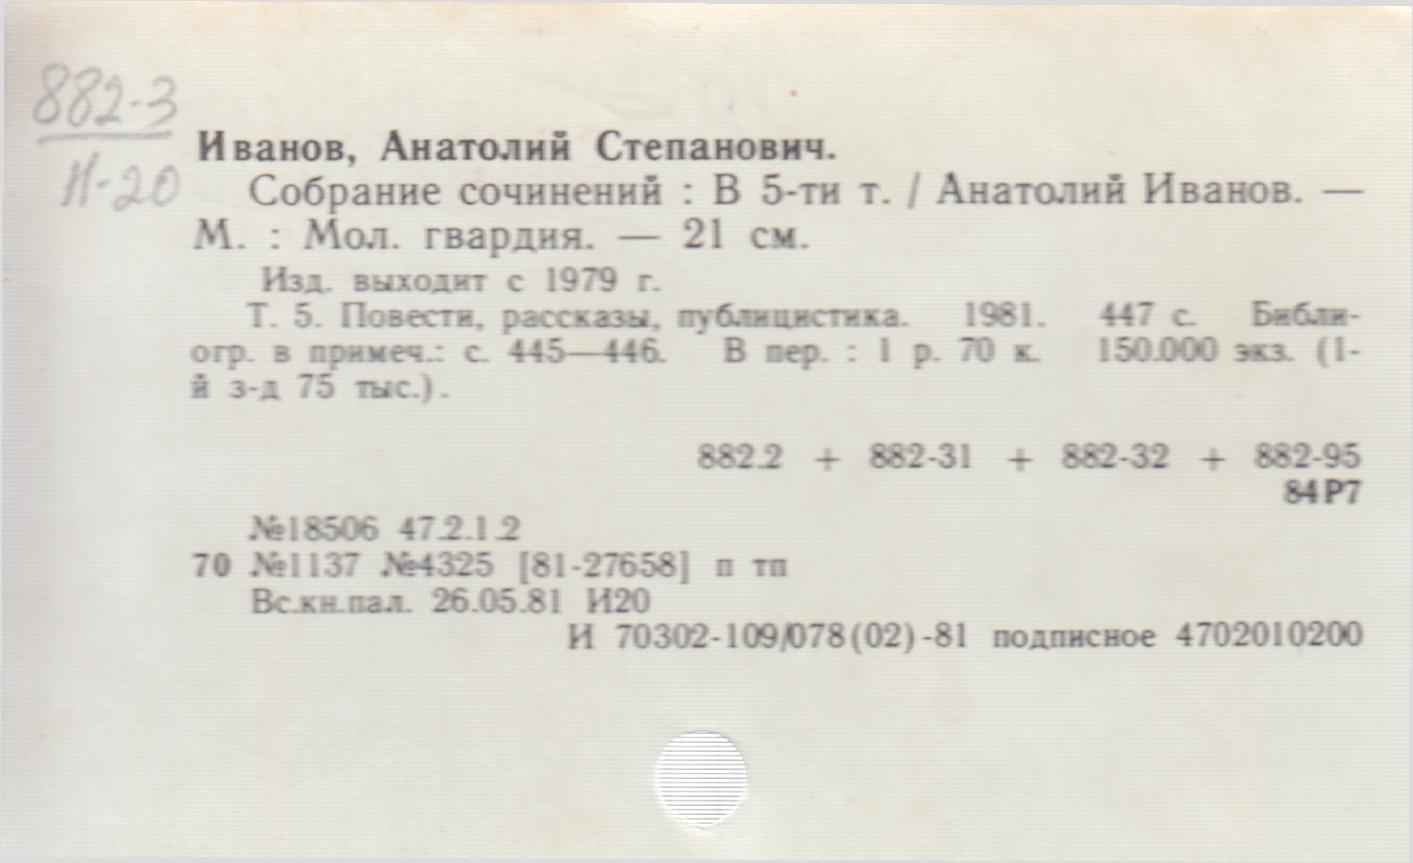 882-3
И-20
Иванов, Анатолий Степанович.
Собрание сочинений : В 5-ти т. / Анатолий Иванов. —
М. : Мол. гвардия. — 21 см.
Изд. выходит с 1979 г.
Т. 5. Повести, рассказы, публицистика. 1981. 447 с. Библи-
огр. в примеч.: с. 445—446. В пер. : 1 р. 70 к. 150.000 экз. (1-
й з-д 75 тыс.).
882.2 + 882-31 + 882-32 + 882-95
84Р7
№18506 47.2.1.2
70 №1137 №4325 [81-27658] п тп
Вс.кн.пал. 26.05.81 И20
И 70302-109/078(02)-81 подписное 4702010200